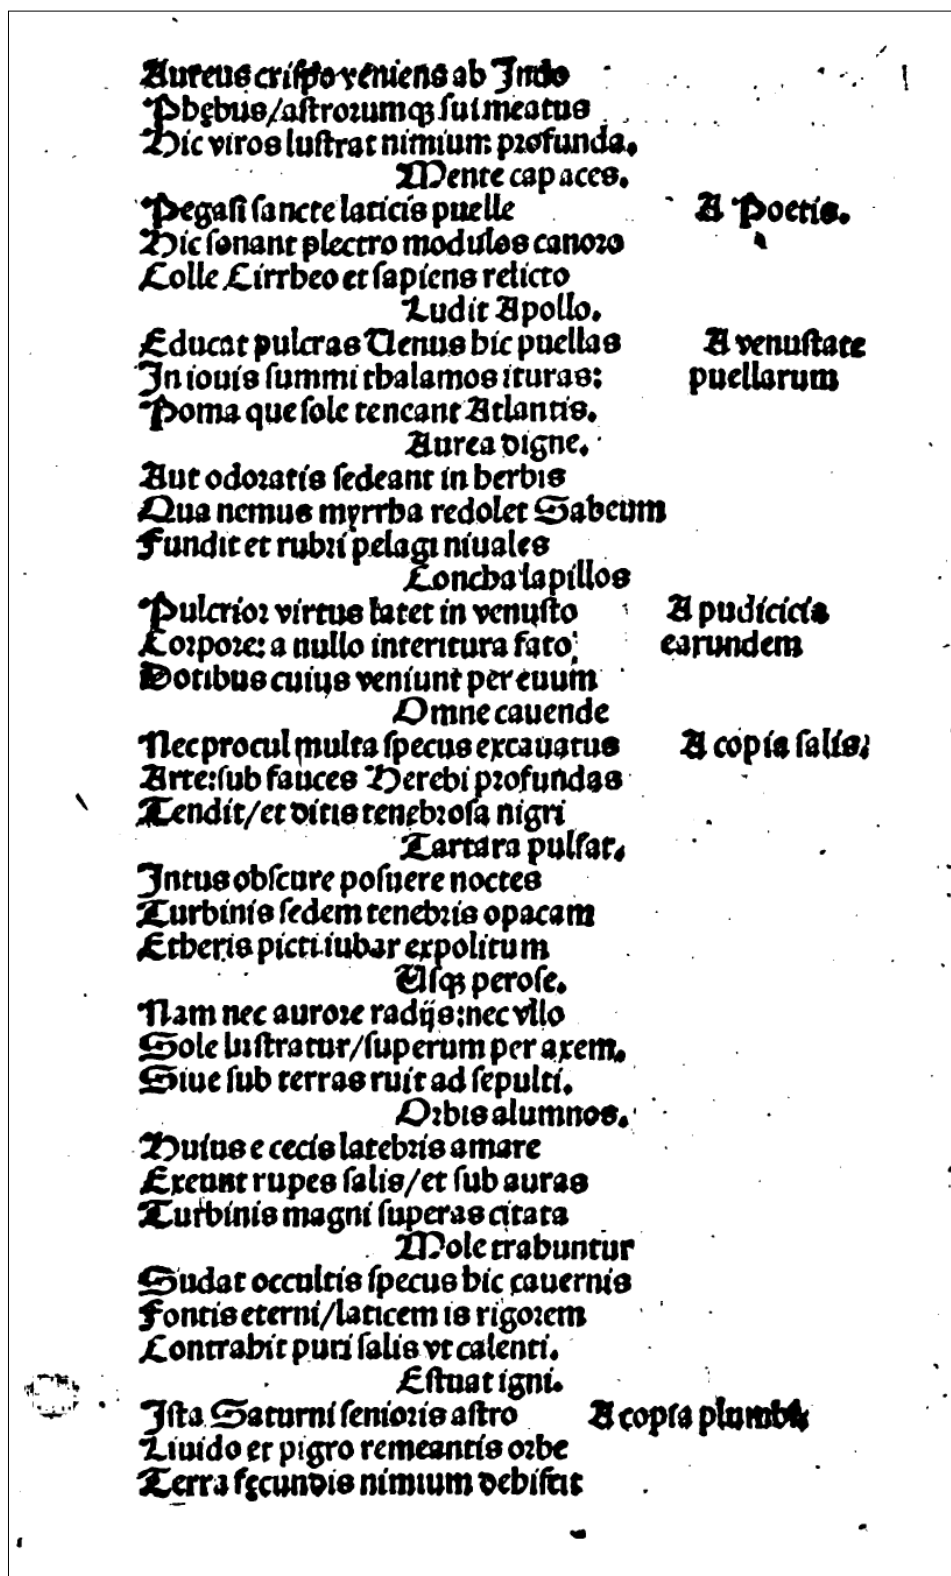 Aureus crispo veniens ab Indo
Phębus/astrorumqꝫ sui meatus
Hic viros lustrat nimium: profunda.
Mente capaces.
Pegasi sancte laticis puelle
A Poetis.
Hic sonant plectro modulos canoro
Colle Cirrheo et sapiens relicto
Ludit Apollo.
Educat pulcras Uenus hic puellas
A venustate
In iouis summi thalamos ituras:
puellarum
Poma que sole teneant Atlantis.
Aurea digne.
Aut odoratis sedeant in herbis
Qua nemus myrrha redolet Sabeum
Fundit et rubri pelagi niuales
Concha lapillos
Pulcrior virtus latet in venusto
A pudicicia
Corpore: a nullo interitura fato:
earundem
Dotibus cuius veniunt per euum
Omne cauende
Nec procul multa specus excauatus
A copia salis:
Arte: sub fauces Herebi profundas
Tendit/et ditis tenebrosa nigri
Tartara pulsat.
Intus obscure posuere noctes
Turbinis sedem tenebris opacam
Etheris picti iubar expolitum
Usqꝫ perose.
Nam nec aurore radijs: nec vllo
Sole lustratur/superum per axem.
Siue sub terras ruit ad sepulti.
Orbis alumnos.
Huius e cecis latebris amare
Exeunt rupes salis/et sub auras
Turbinis magni superas citata
Mole trahuntur
Sudat occultis specus hic cauernis
Fontis eterni/laticem is rigorem
Contrahit puri salis vt calenti.
Estuat igni.
Ista Saturni senioris astro
A copia plumbi
Liuido et pigro remeantis orbe
Terra fęcundis nimium dehiscit